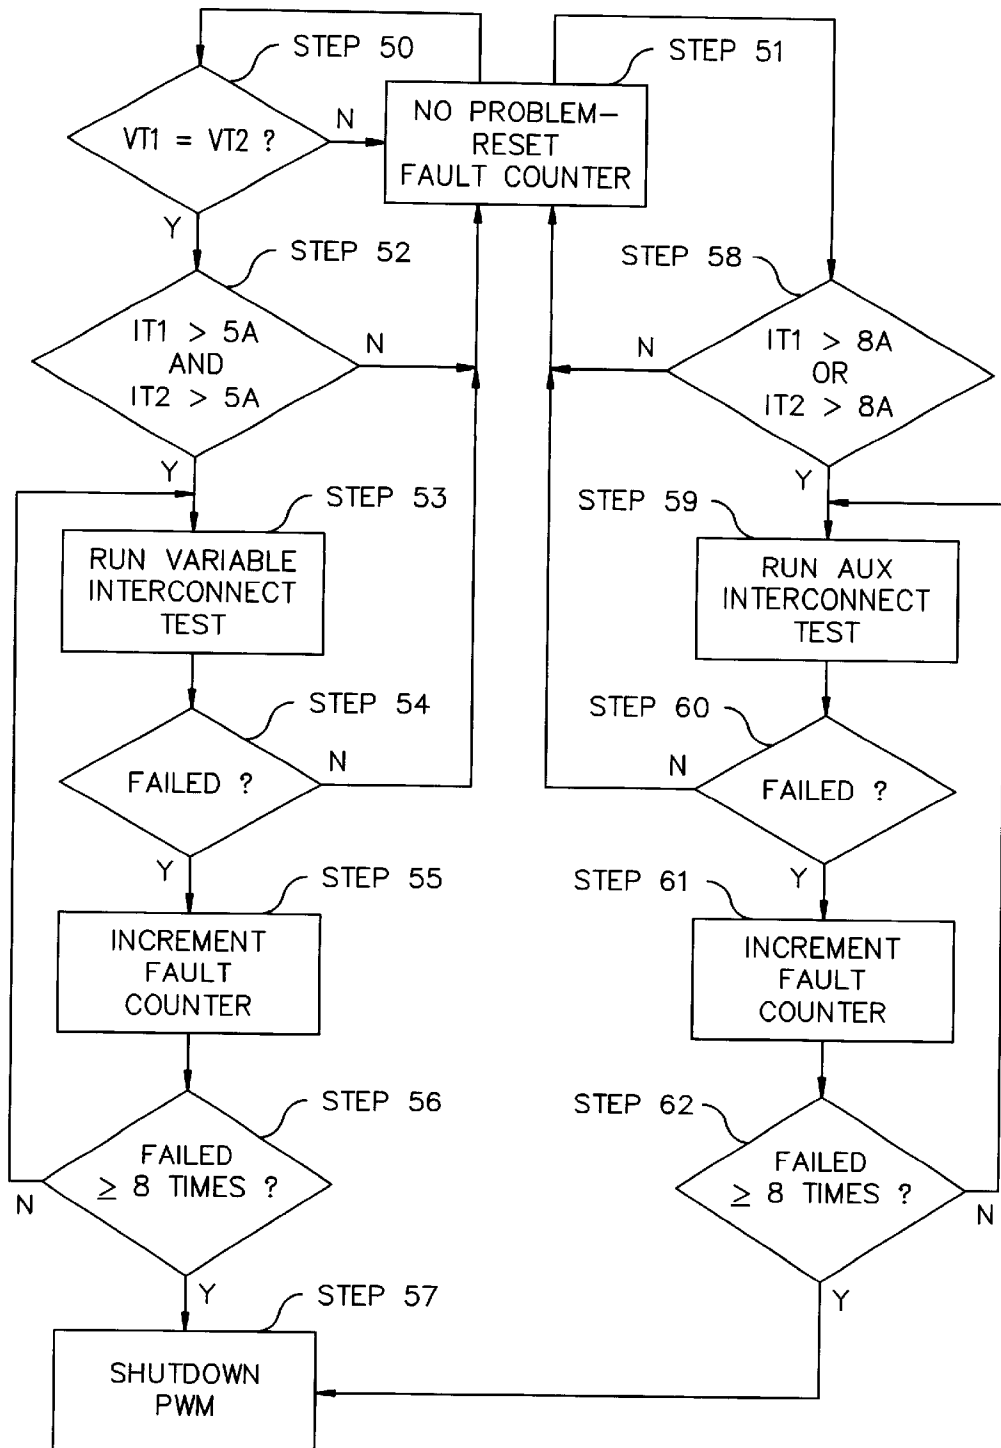 STEP 50
VT1 = VT2 ?
N
Y
STEP 51
NO PROBLEM–
RESET
FAULT COUNTER
STEP 52
IT1 > 5A
AND
IT2 > 5A
N
Y
STEP 53
RUN VARIABLE
INTERCONNECT
TEST
STEP 54
FAILED ?
N
Y
STEP 55
INCREMENT
FAULT
COUNTER
STEP 56
FAILED
≥ 8 TIMES ?
N
Y
STEP 57
SHUTDOWN
PWM
STEP 58
IT1 > 8A
OR
IT2 > 8A
N
Y
STEP 59
RUN AUX
INTERCONNECT
TEST
STEP 60
FAILED ?
N
Y
STEP 61
INCREMENT
FAULT
COUNTER
STEP 62
FAILED
≥ 8 TIMES ?
N
Y